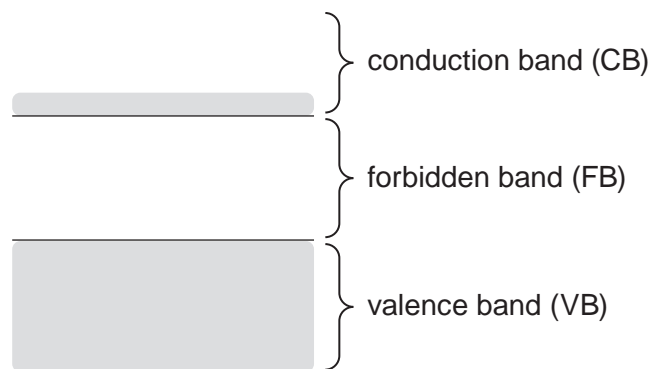 conduction band (CB)
forbidden band (FB)
valence band (VB)